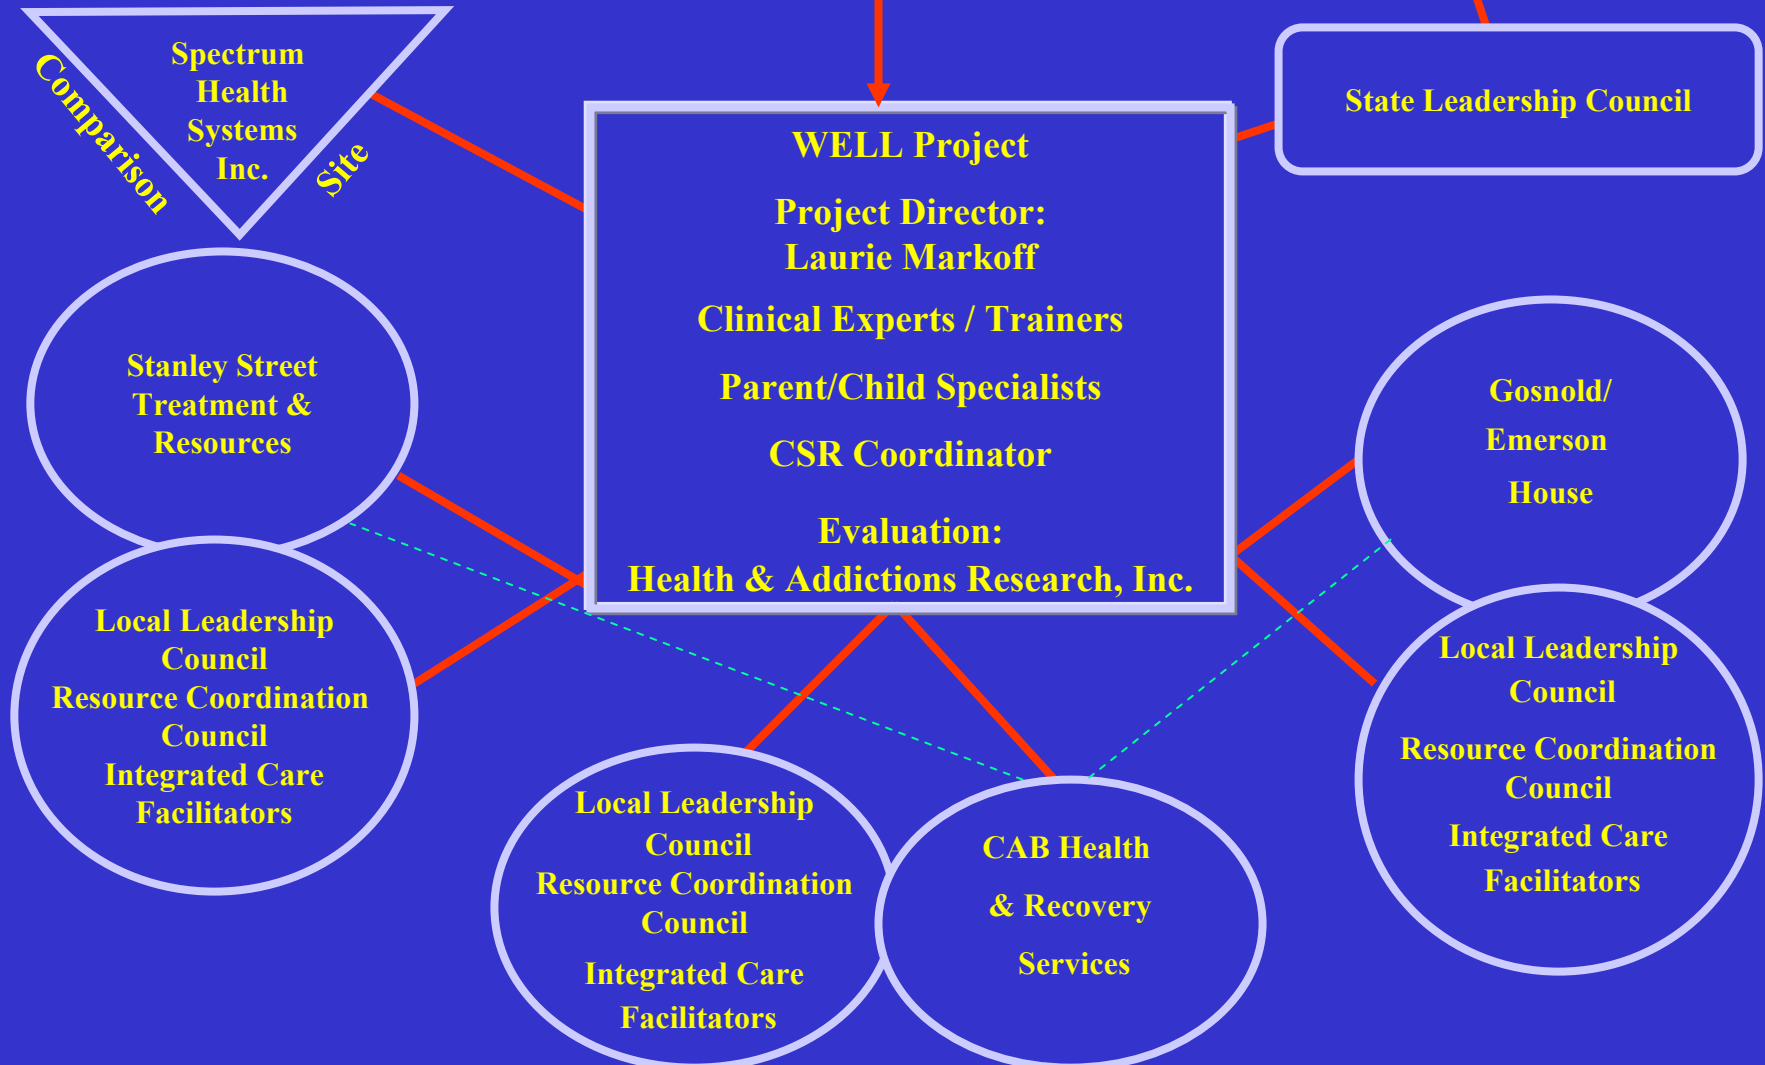 Spectrum
Health
Systems
Inc.
Comparison
Site
State Leadership Council
WELL Project
Project Director:
Laurie Markoff
Clinical Experts / Trainers
Parent/Child Specialists
CSR Coordinator
Evaluation:
Health & Addictions Research, Inc.
Stanley Street
Treatment &
Resources
Gosnold/
Emerson
House
Local Leadership
Council
Resource Coordination
Council
Integrated Care
Facilitators
Local Leadership
Council
Resource Coordination
Council
Integrated Care
Facilitators
CAB Health
& Recovery
Services
Local Leadership
Council
Resource Coordination
Council
Integrated Care
Facilitators